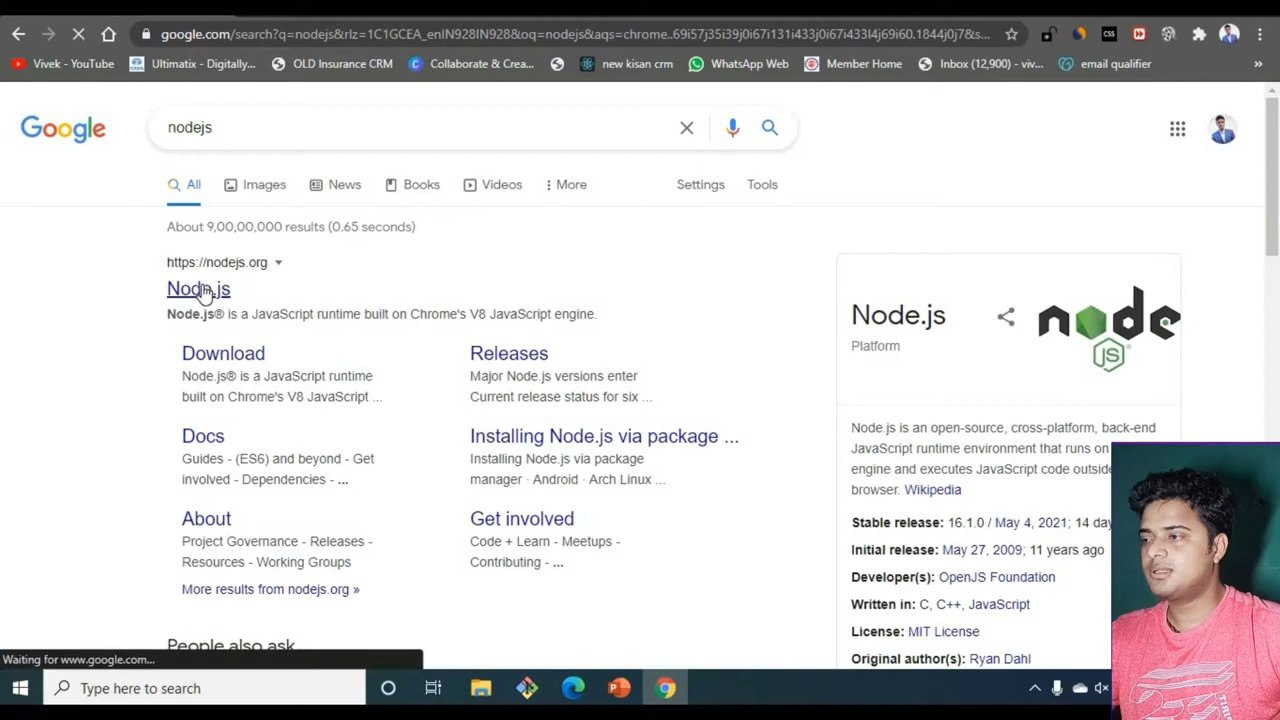 google.com/search?q=nodejs&rlz=1C1GCEA_enIN928IN928&oq=nodejs&aqs=chrome..69i57j35i39j0i67i131i433j0i67i433l4j69i60.1844j0j7&s...
Vivek - YouTube
Ultimatix - Digitally...
OLD Insurance CRM
Collaborate & Crea...
new kisan crm
WhatsApp Web
Member Home
Inbox (12,900) - viv...
email qualifier
»
Google
nodejs
All
Images
News
Books
Videos
More
Settings
Tools
About 9,00,00,000 results (0.65 seconds)
https://nodejs.org
Node.js
Node.js® is a JavaScript runtime built on Chrome's V8 JavaScript engine.
Download
Node.js® is a JavaScript runtime
built on Chrome's V8 JavaScript ...
Releases
Major Node.js versions enter
Current release status for six ...
Docs
Guides - (ES6) and beyond - Get
involved - Dependencies - ...
Installing Node.js via package ...
Installing Node.js via package
manager · Android · Arch Linux ...
About
Project Governance - Releases -
Resources - Working Groups
Get involved
Code + Learn - Meetups -
Contributing - ...
More results from nodejs.org »
People also ask
Node.js
Platform
node
JS
Node.js is an open-source, cross-platform, back-end
JavaScript runtime environment that runs on
engine and executes JavaScript code outside
browser. Wikipedia
Stable release: 16.1.0 / May 4, 2021; 14 day
Initial release: May 27, 2009; 11 years ago
Developer(s): OpenJS Foundation
Written in: C, C++, JavaScript
License: MIT License
Original author(s): Ryan Dahl
Waiting for www.google.com...
Type here to search